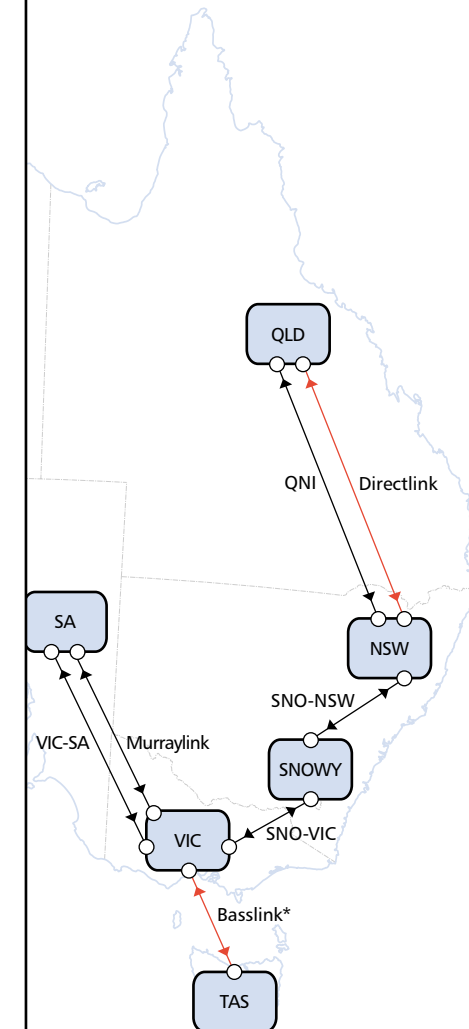 QLD
QNI
Directlink
SA
NSW
SNO-NSW
VIC-SA
Murraylink
SNOWY
SNO-VIC
VIC
Basslink*
TAS